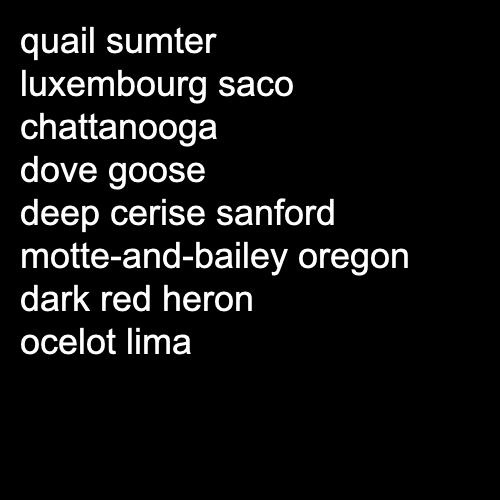 quail sumter
luxembourg saco
chattanooga
dove goose
deep cerise sanford
motte-and-bailey oregon
dark red heron
ocelot lima